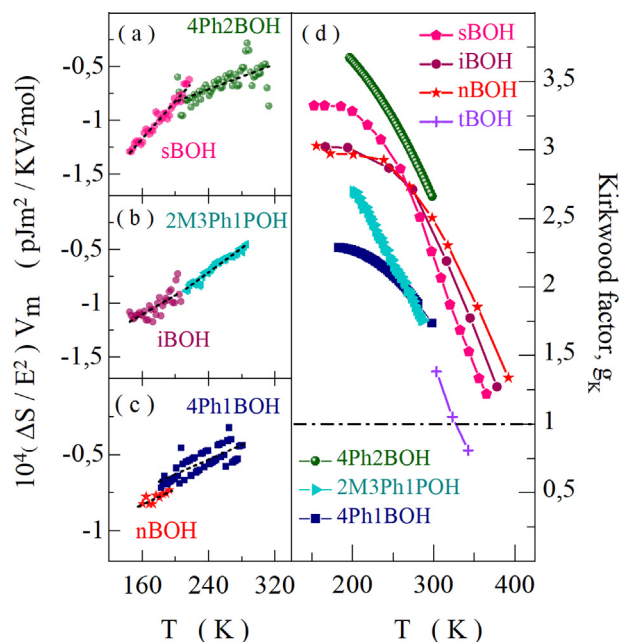 10⁴(ΔS / E²) Vₘ ( pJm² / KV²mol)
( a )
4Ph2BOH
-0,5
-1
-1,5
sBOH
( b )
2M3Ph1POH
-0,5
-1
-1,5
iBOH
( c )
4Ph1BOH
-0,5
-1
nBOH
160 240 320
T ( K )
( d )
sBOH
iBOH
nBOH
tBOH
4Ph2BOH
2M3Ph1POH
4Ph1BOH
200 300 400
T ( K )
3,5
3
2,5
2
1,5
1
0,5
Kirkwood factor, gK